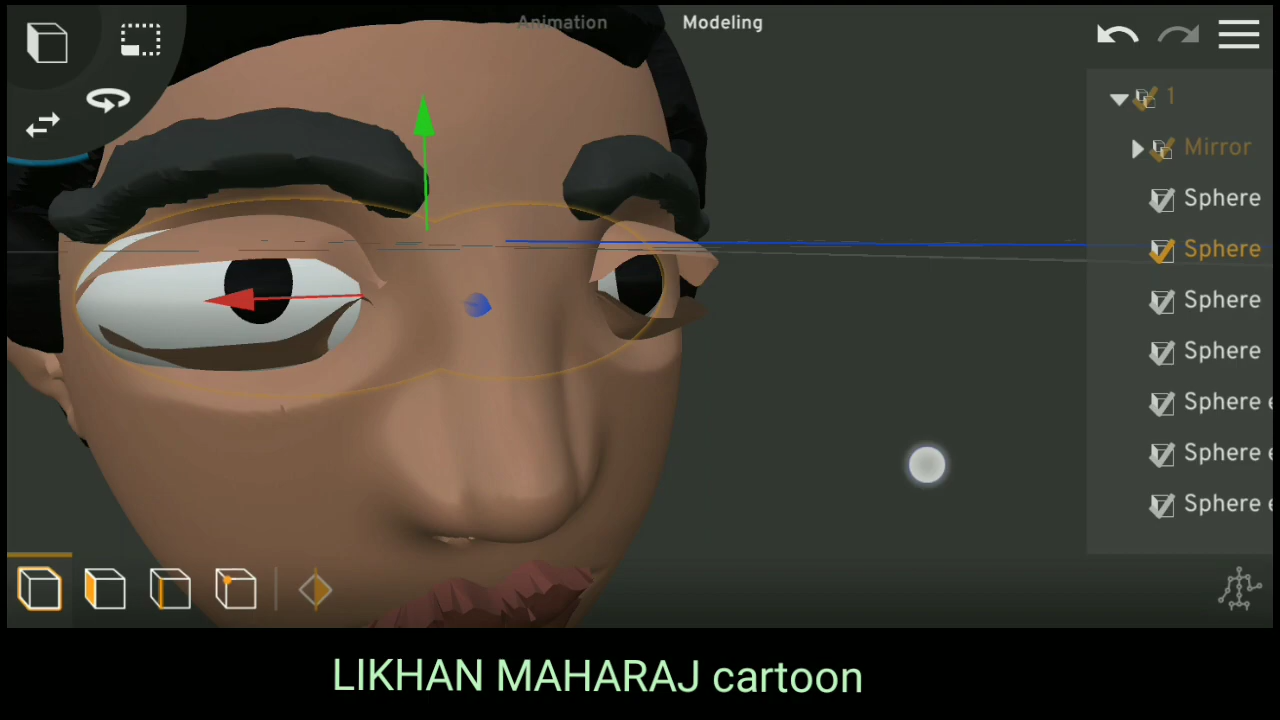 Animation Modeling
1
Mirror
Sphere
Sphere
Sphere
Sphere
Sphere e
Sphere e
Sphere e
LIKHAN MAHARAJ cartoon